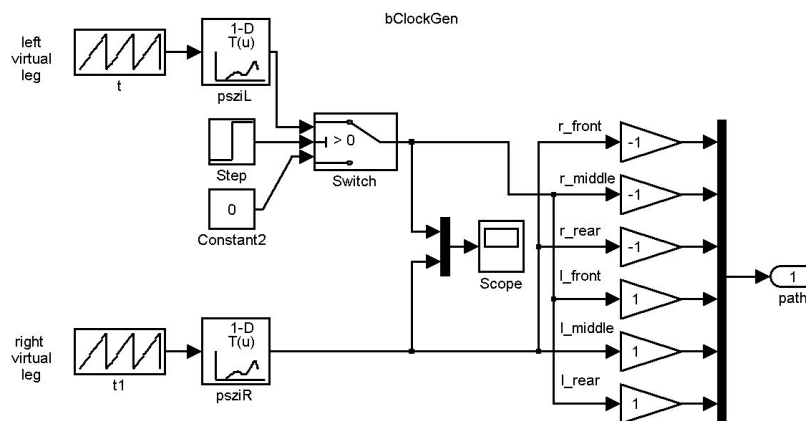 bClockGen
left
virtual
leg
t
1-D
T(u)
psziL
Step
0
Constant2
> 0
Switch
Scope
right
virtual
leg
t1
1-D
T(u)
psziR
r_front
-1
r_middle
-1
r_rear
-1
l_front
1
l_middle
1
l_rear
1
1
path